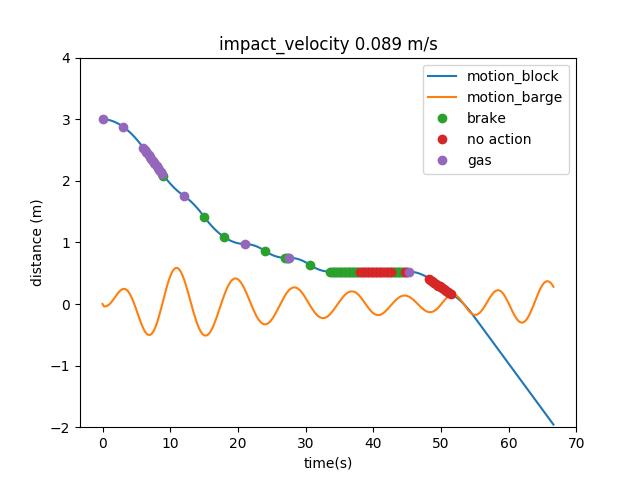 impact_velocity 0.089 m/s
motion_block
motion_barge
brake
no action
gas
distance (m)
4
3
2
1
0
−1
−2
0 10 20 30 40 50 60 70
time(s)